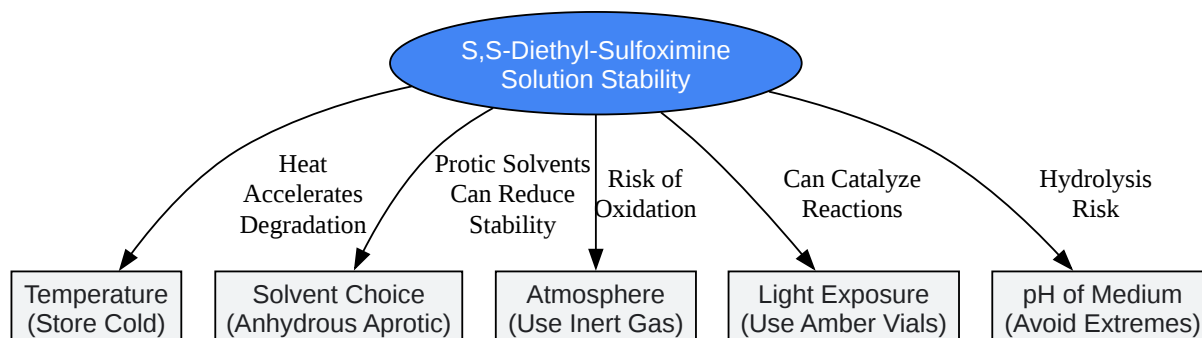 S,S-Diethyl-Sulfoximine
Solution Stability
Heat
Accelerates
Degradation
Protic Solvents
Can Reduce
Stability
Risk of
Oxidation
Can Catalyze
Reactions
Hydrolysis
Risk
Temperature
(Store Cold)
Solvent Choice
(Anhydrous Aprotic)
Atmosphere
(Use Inert Gas)
Light Exposure
(Use Amber Vials)
pH of Medium
(Avoid Extremes)